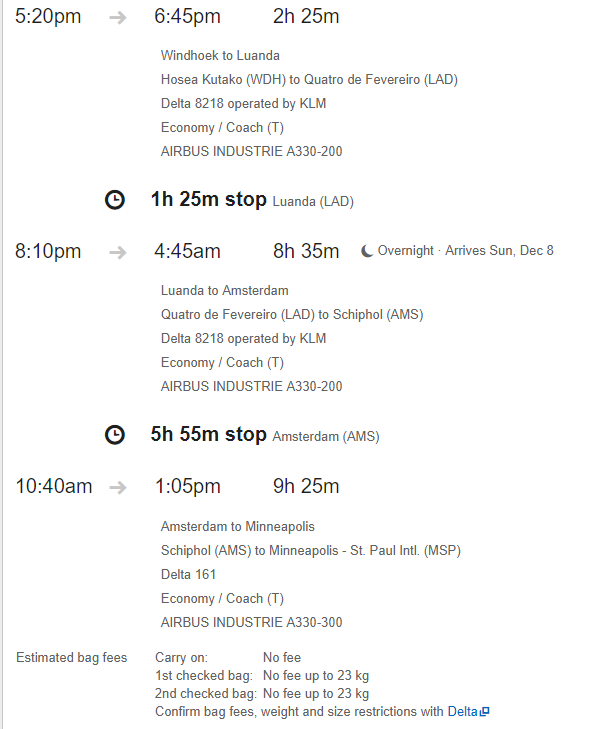 5:20pm 6:45pm 2h 25m
Windhoek to Luanda
Hosea Kutako (WDH) to Quatro de Fevereiro (LAD)
Delta 8218 operated by KLM
Economy / Coach (T)
AIRBUS INDUSTRIE A330-200
1h 25m stop Luanda (LAD)
8:10pm 4:45am 8h 35m Overnight · Arrives Sun, Dec 8
Luanda to Amsterdam
Quatro de Fevereiro (LAD) to Schiphol (AMS)
Delta 8218 operated by KLM
Economy / Coach (T)
AIRBUS INDUSTRIE A330-200
5h 55m stop Amsterdam (AMS)
10:40am 1:05pm 9h 25m
Amsterdam to Minneapolis
Schiphol (AMS) to Minneapolis - St. Paul Intl. (MSP)
Delta 161
Economy / Coach (T)
AIRBUS INDUSTRIE A330-300
Estimated bag fees Carry on: No fee
1st checked bag: No fee up to 23 kg
2nd checked bag: No fee up to 23 kg
Confirm bag fees, weight and size restrictions with Delta